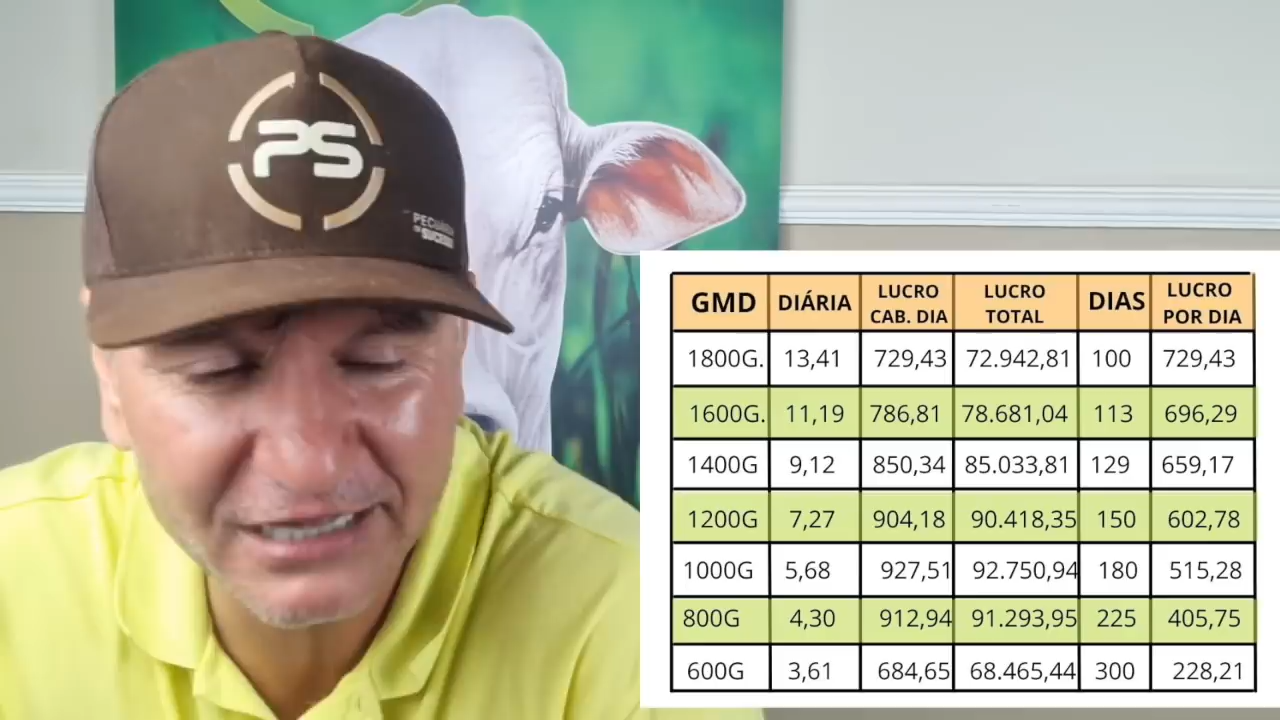 PS
PECUÁRIA
DE SUCESSO
GMD DIÁRIA LUCRO CAB. DIA LUCRO TOTAL DIAS LUCRO POR DIA
1800G. 13,41 729,43 72.942,81 100 729,43
1600G. 11,19 786,81 78.681,04 113 696,29
1400G 9,12 850,34 85.033,81 129 659,17
1200G 7,27 904,18 90.418,35 150 602,78
1000G 5,68 927,51 92.750,94 180 515,28
800G 4,30 912,94 91.293,95 225 405,75
600G 3,61 684,65 68.465,44 300 228,21